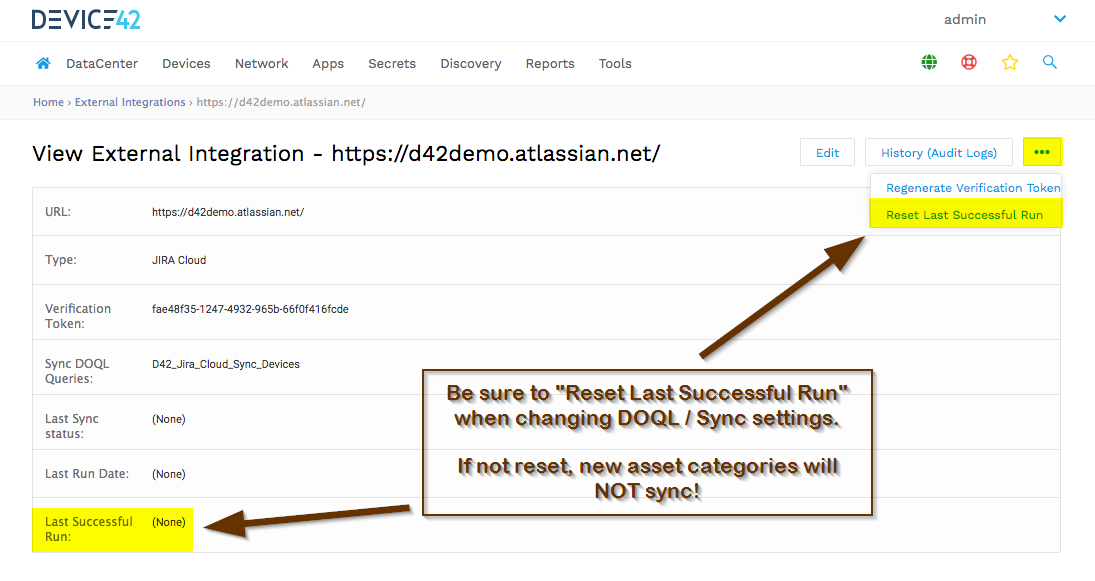 DEVICE42
admin
DataCenter Devices Network Apps Secrets Discovery Reports Tools
Home › External Integrations › https://d42demo.atlassian.net/
View External Integration - https://d42demo.atlassian.net/
Edit
History (Audit Logs)
•••
Regenerate Verification Token
Reset Last Successful Run
URL: https://d42demo.atlassian.net/
Type: JIRA Cloud
Verification
Token:
fae48f35-1247-4932-965b-66f0f416fcde
Sync DOQL
Queries:
D42_Jira_Cloud_Sync_Devices
Last Sync
status:
(None)
Last Run Date: (None)
Last Successful
Run:
(None)
Be sure to "Reset Last Successful Run"
when changing DOQL / Sync settings.
If not reset, new asset categories will
NOT sync!